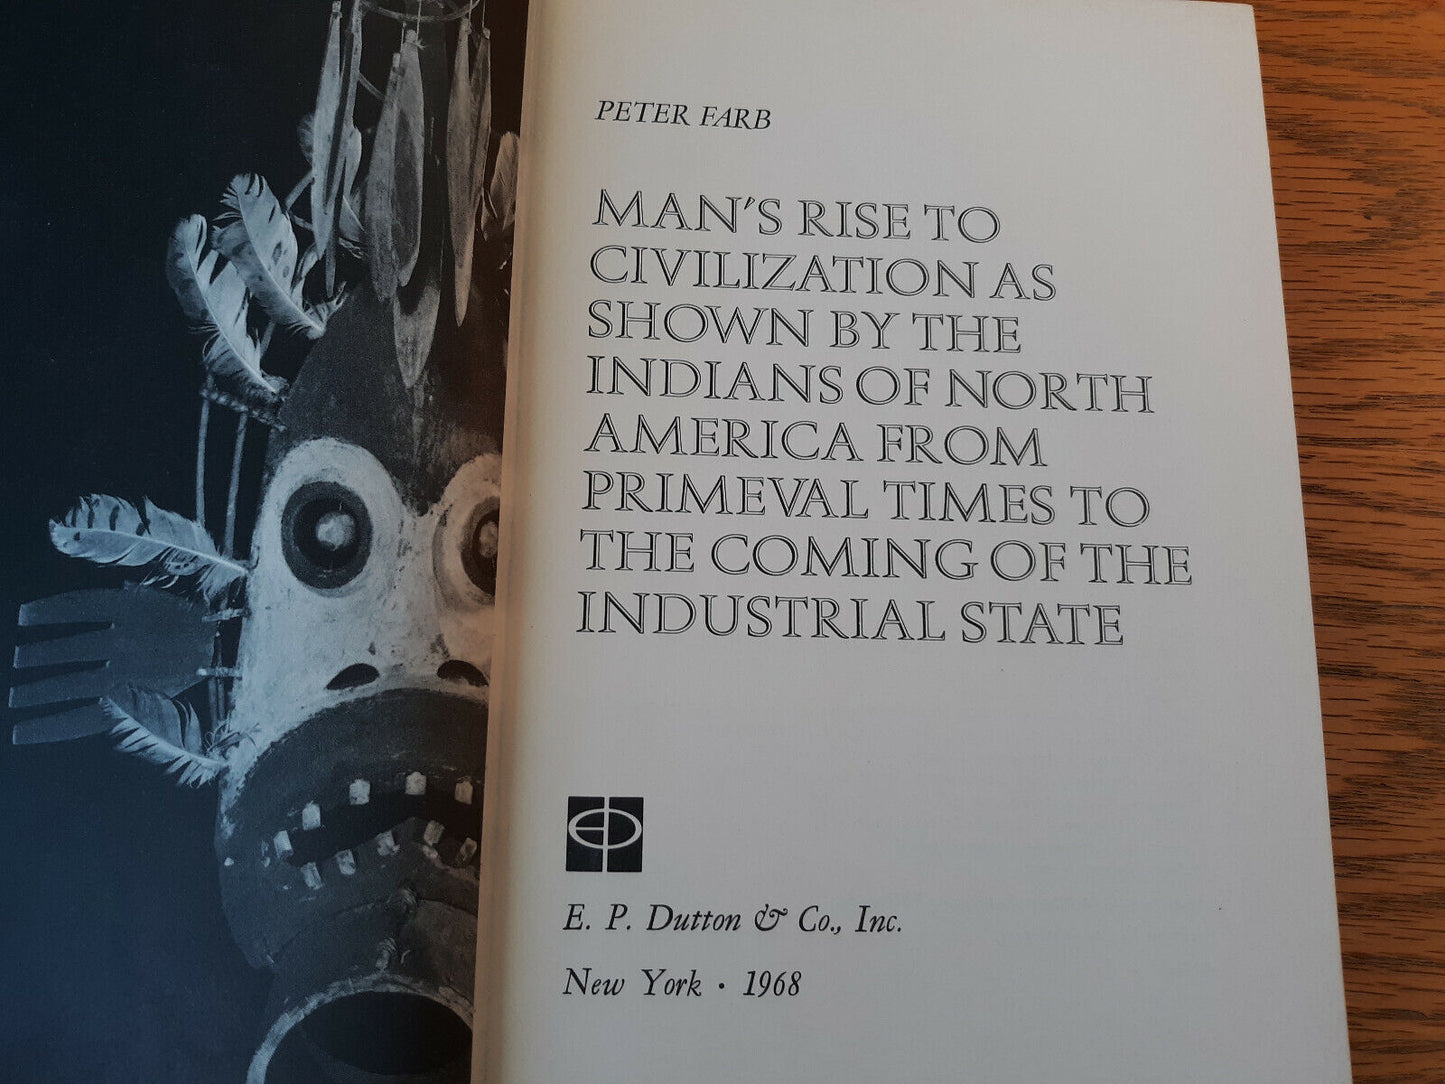 PETER FARB
MAN'S RISE TO
CIVILIZATION AS
SHOWN BY THE
INDIANS OF NORTH
AMERICA FROM
PRIMEVAL TIMES TO
THE COMING OF THE
INDUSTRIAL STATE
EP
E. P. Dutton & Co., Inc.
New York · 1968